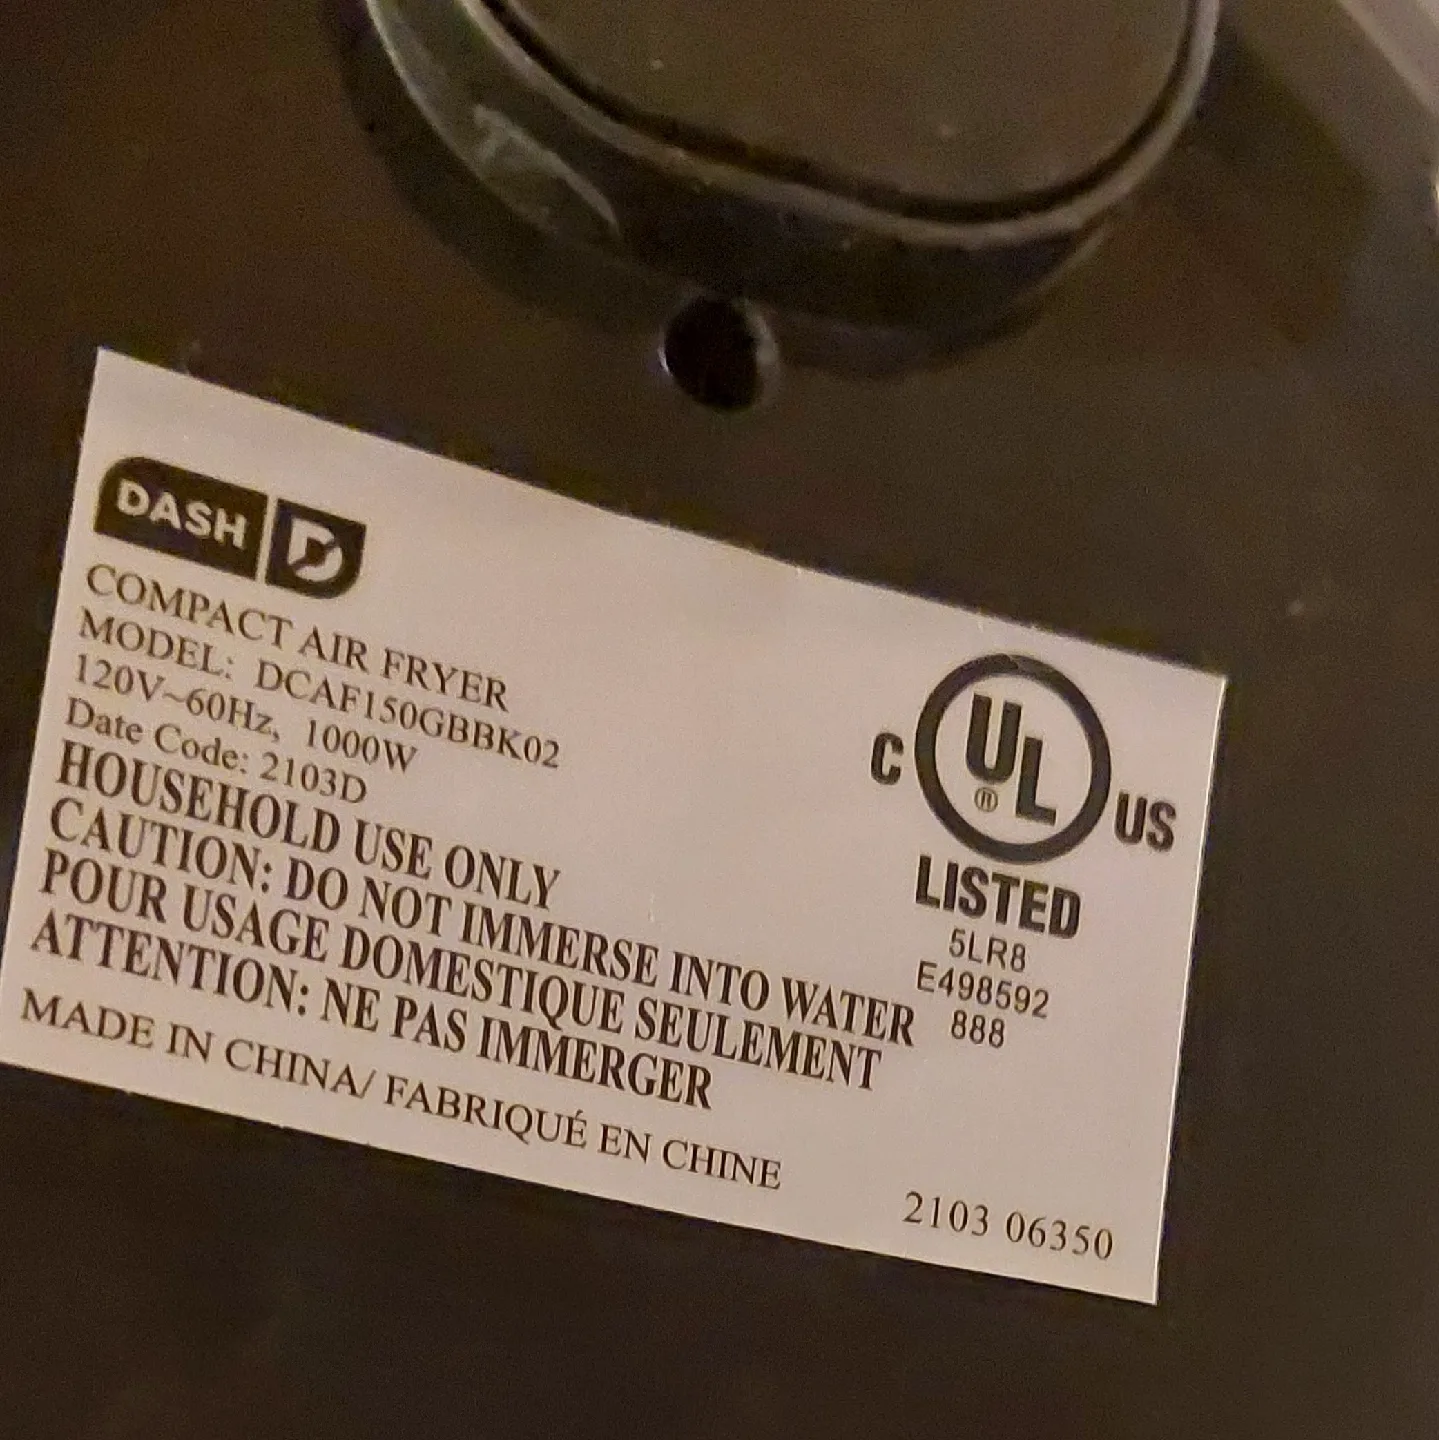 DASH D
COMPACT AIR FRYER
MODEL: DCAF150GBBK02
120V~60Hz, 1000W
Date Code: 2103D
HOUSEHOLD USE ONLY
CAUTION: DO NOT IMMERSE INTO WATER
POUR USAGE DOMESTIQUE SEULEMENT
ATTENTION: NE PAS IMMERGER
MADE IN CHINA/ FABRIQUÉ EN CHINE
C UL ® US
LISTED
5LR8
E498592
888
2103 06350